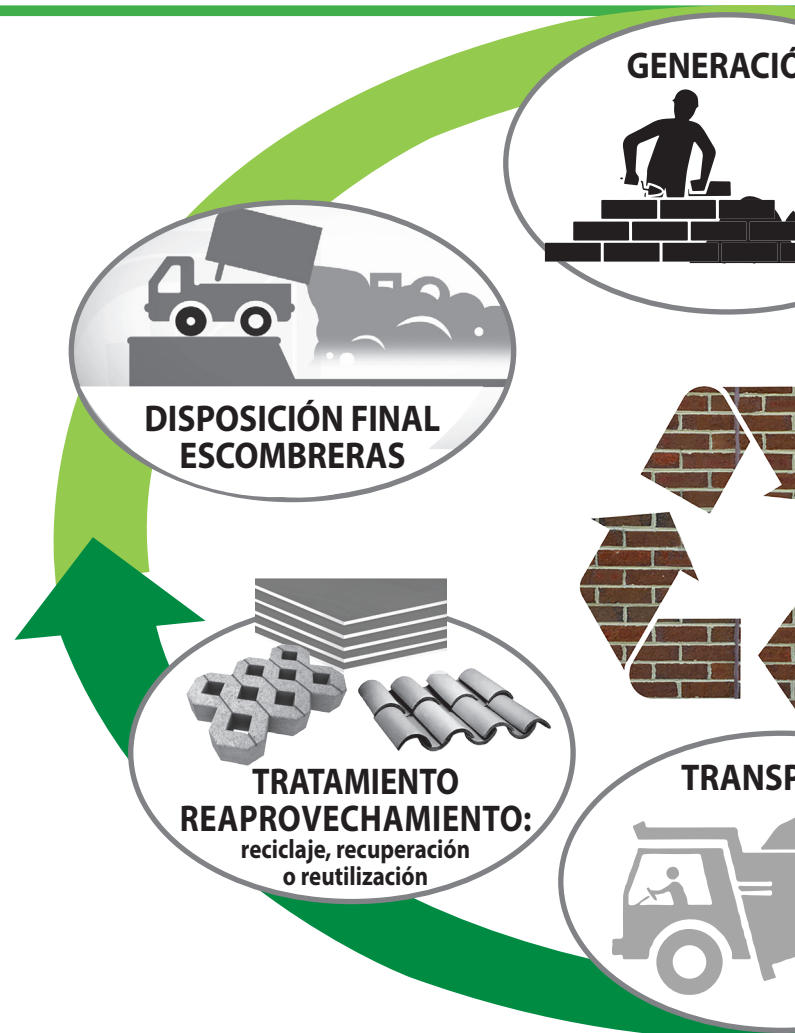 GENERACIÓ
DISPOSICIÓN FINAL
ESCOMBRERAS
TRATAMIENTO
REAPROVECHAMIENTO:
reciclaje, recuperación
o reutilización
TRANSP